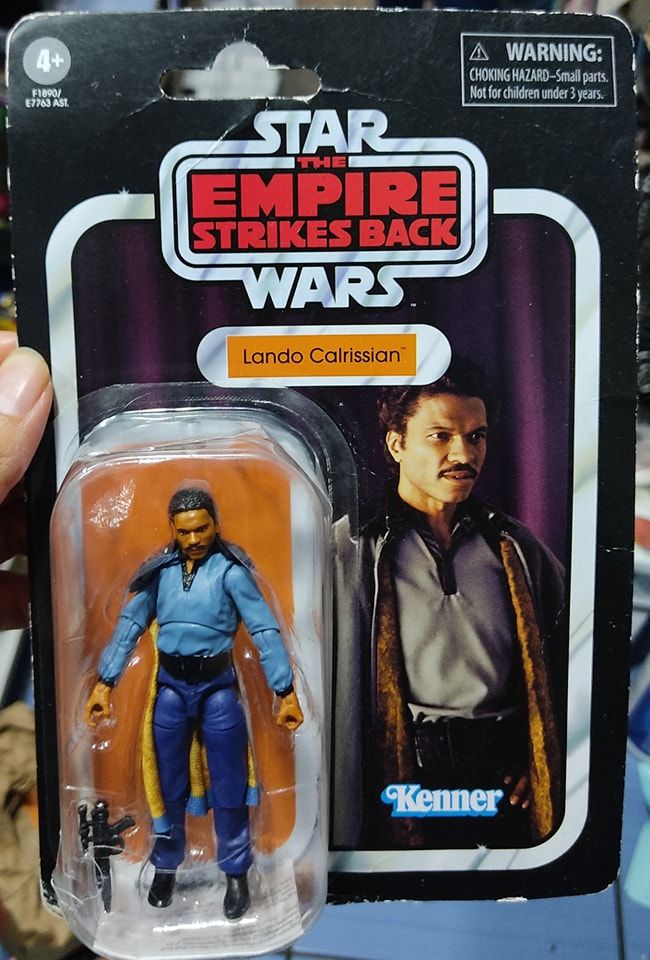 4+
F1890/
E7763 AST.
WARNING:
CHOKING HAZARD–Small parts.
Not for children under 3 years.
STAR
THE
EMPIRE
STRIKES BACK
WARS
Lando Calrissian™
Kenner